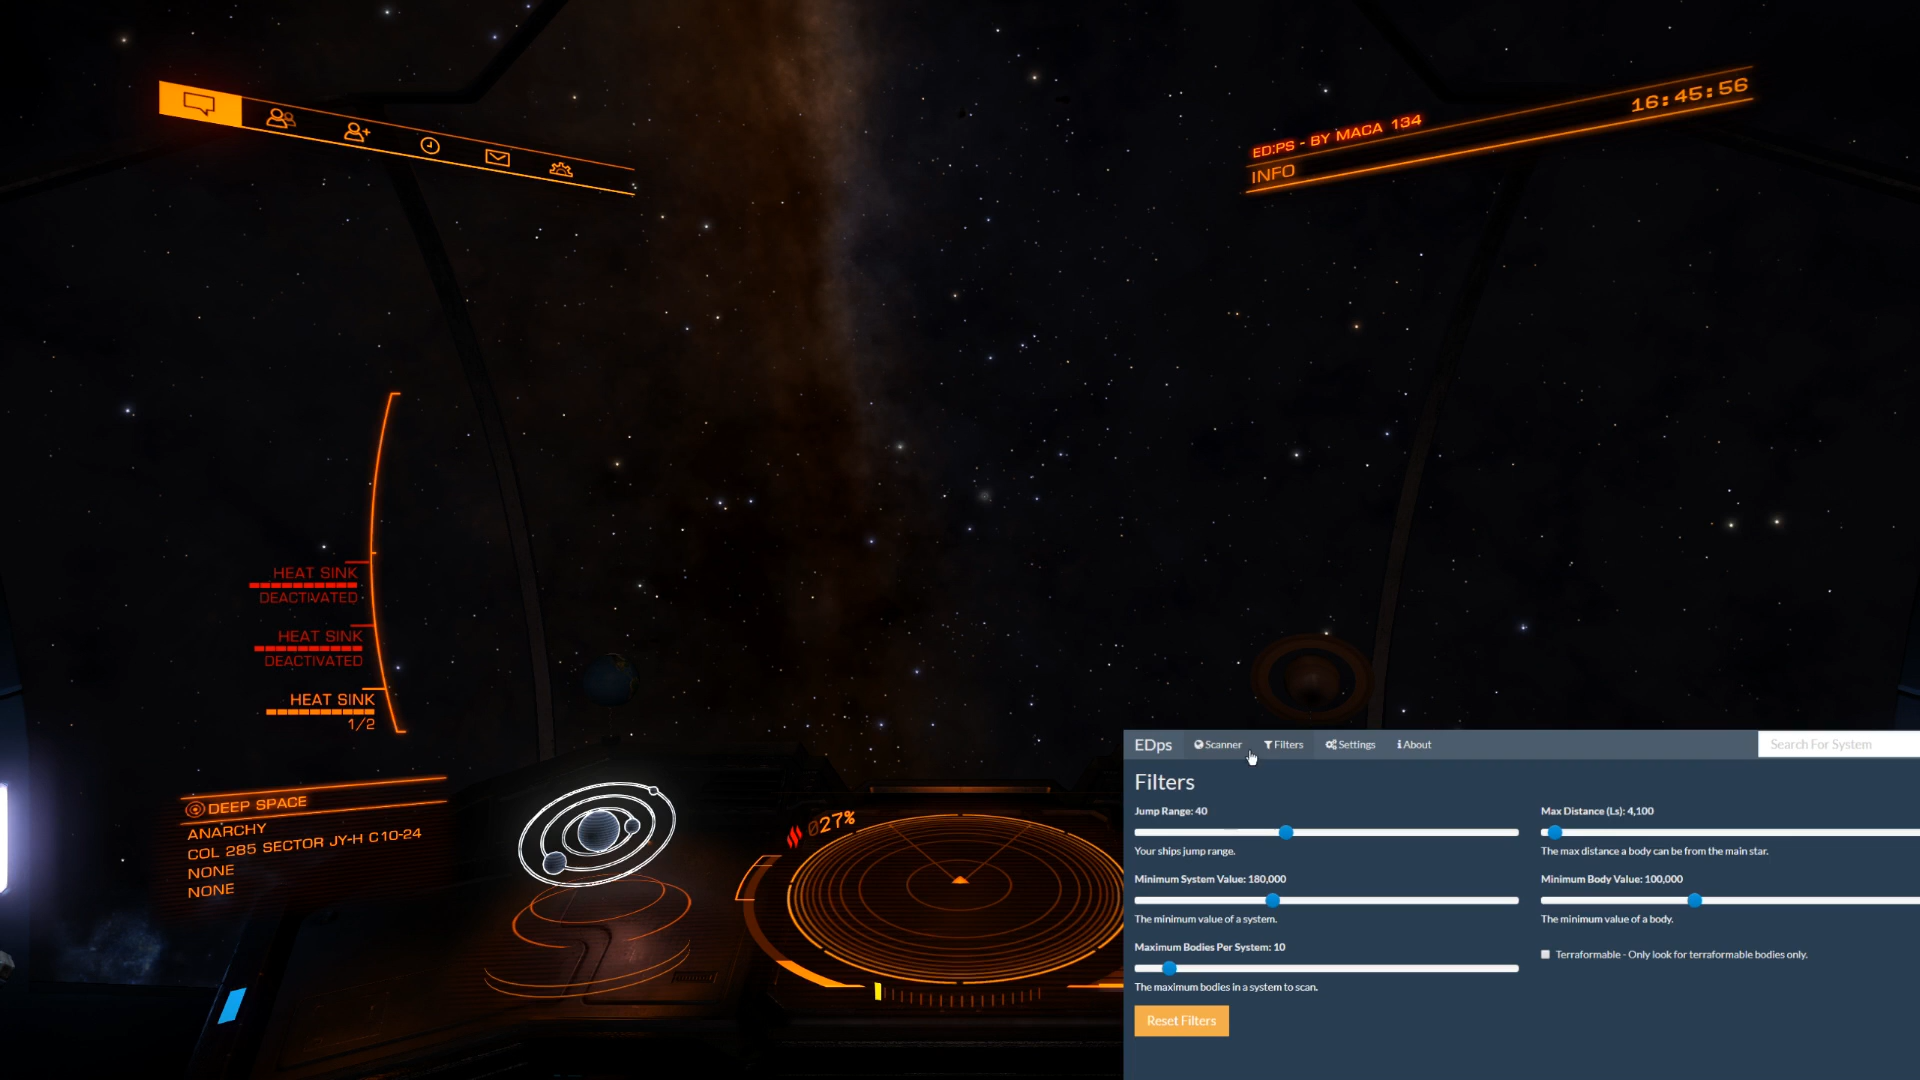 16:45:56
ED:PS - BY MACA 134
INFO
HEAT SINK
DEACTIVATED
HEAT SINK
DEACTIVATED
HEAT SINK
1/2
DEEP SPACE
ANARCHY
COL 285 SECTOR JY-H C10-24
NONE
NONE
027%
EDps Scanner Filters Settings About Search For System
Filters
Jump Range: 40
Your ships jump range.
Max Distance (Ls): 4,100
The max distance a body can be from the main star.
Minimum System Value: 180,000
The minimum value of a system.
Minimum Body Value: 100,000
The minimum value of a body.
Maximum Bodies Per System: 10
The maximum bodies in a system to scan.
Terraformable - Only look for terraformable bodies only.
Reset Filters